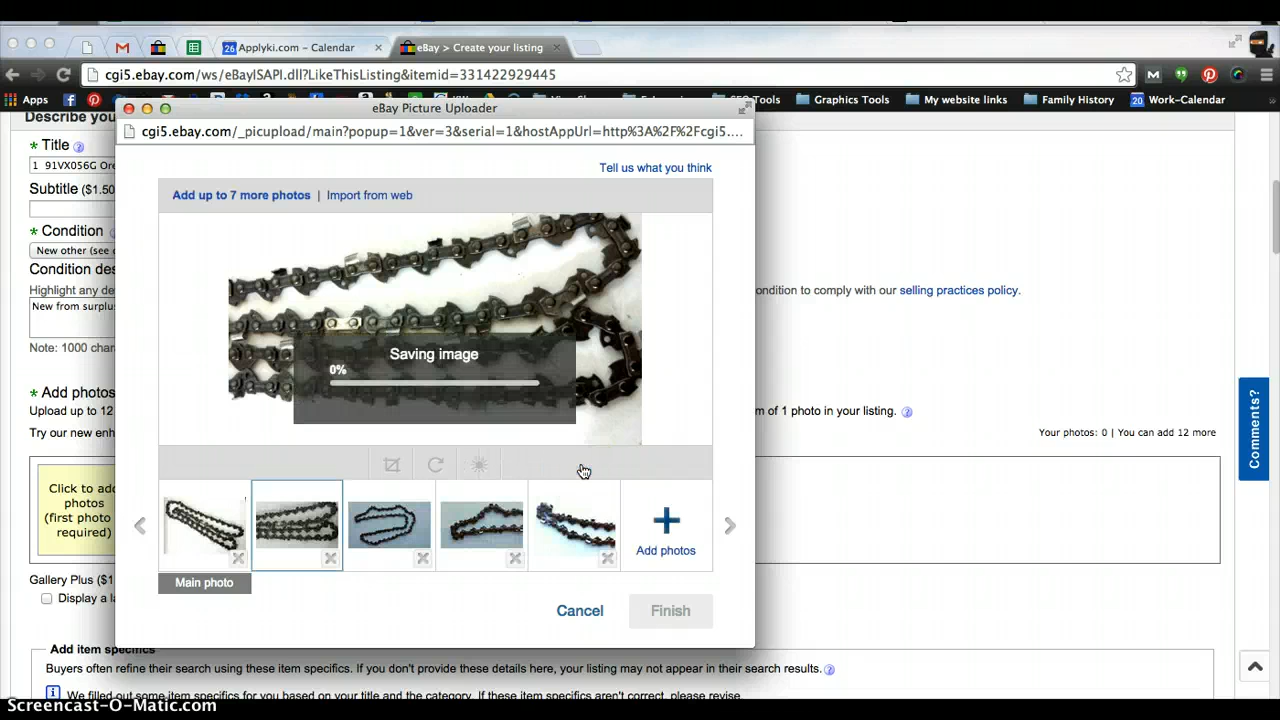 Applyki.com - Calendar
eBay > Create your listing
cgi5.ebay.com/ws/eBayISAPI.dll?LikeThisListing&itemid=331422929445
Apps
SEO Tools
Graphics Tools
My website links
Family History
20 Work-Calendar
eBay Picture Uploader
cgi5.ebay.com/_picupload/main?popup=1&ver=3&serial=1&hostAppUrl=http%3A%2F%2Fcgi5....
Describe you
* Title
1 91VX056G Ore
Subtitle ($1.50
* Condition
New other (see
Condition des
Highlight any de
New from surplus
Note: 1000 char
Tell us what you think
Add up to 7 more photos | Import from web
Saving image
0%
ondition to comply with our selling practices policy.
* Add photos
Upload up to 12
m of 1 photo in your listing.
Try our new enh
Your photos: 0 | You can add 12 more
Comments?
Click to add
photos
(first photo
required)
Add photos
Main photo
Gallery Plus ($1
Display a la
Cancel
Finish
Add item specifics
Buyers often refine their search using these item specifics. If you don't provide these details here, your listing may not appear in their search results.
We filled out some item specifics for you based on your title and the category. If these item specifics aren't correct, please revise.
Screencast-O-Matic.com